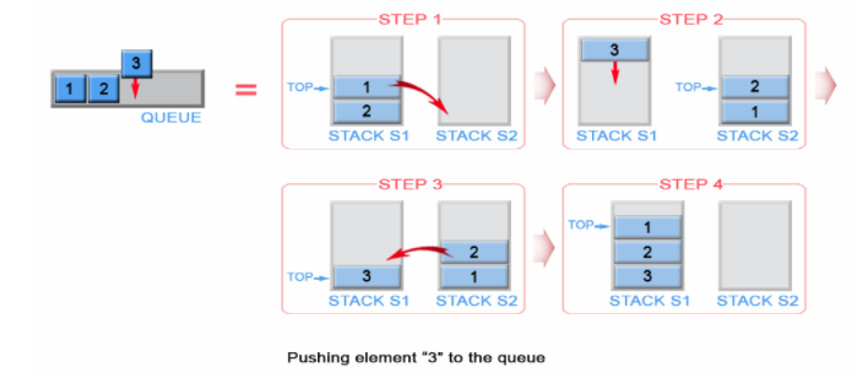 STEP 1
STEP 2
3
1 2
QUEUE
=
TOP
1
2
STACK S1
STACK S2
3
TOP
2
1
STACK S1
STACK S2
STEP 3
STEP 4
TOP
3
2
1
STACK S1
STACK S2
TOP
1
2
3
STACK S1
STACK S2
Pushing element "3" to the queue